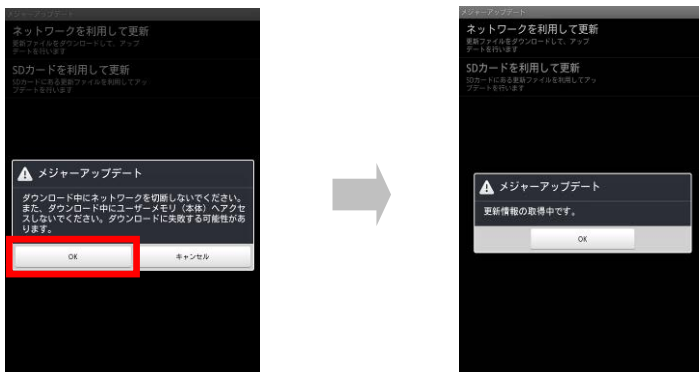 メジャーアップデート
ネットワークを利用して更新
更新ファイルをダウンロードして、アップ
デートを行います
SDカードを利用して更新
SDカードにある更新ファイルを利用してアッ
プデートを行います
メジャーアップデート
ダウンロード中にネットワークを切断しないでください。
また、ダウンロード中にユーザーメモリ（本体）へアクセ
スしないでください。ダウンロードに失敗する可能性があ
ります。
OK
キャンセル
メジャーアップデート
ネットワークを利用して更新
更新ファイルをダウンロードして、アップ
デートを行います
SDカードを利用して更新
SDカードにある更新ファイルを利用してアッ
プデートを行います
メジャーアップデート
更新情報の取得中です。
OK